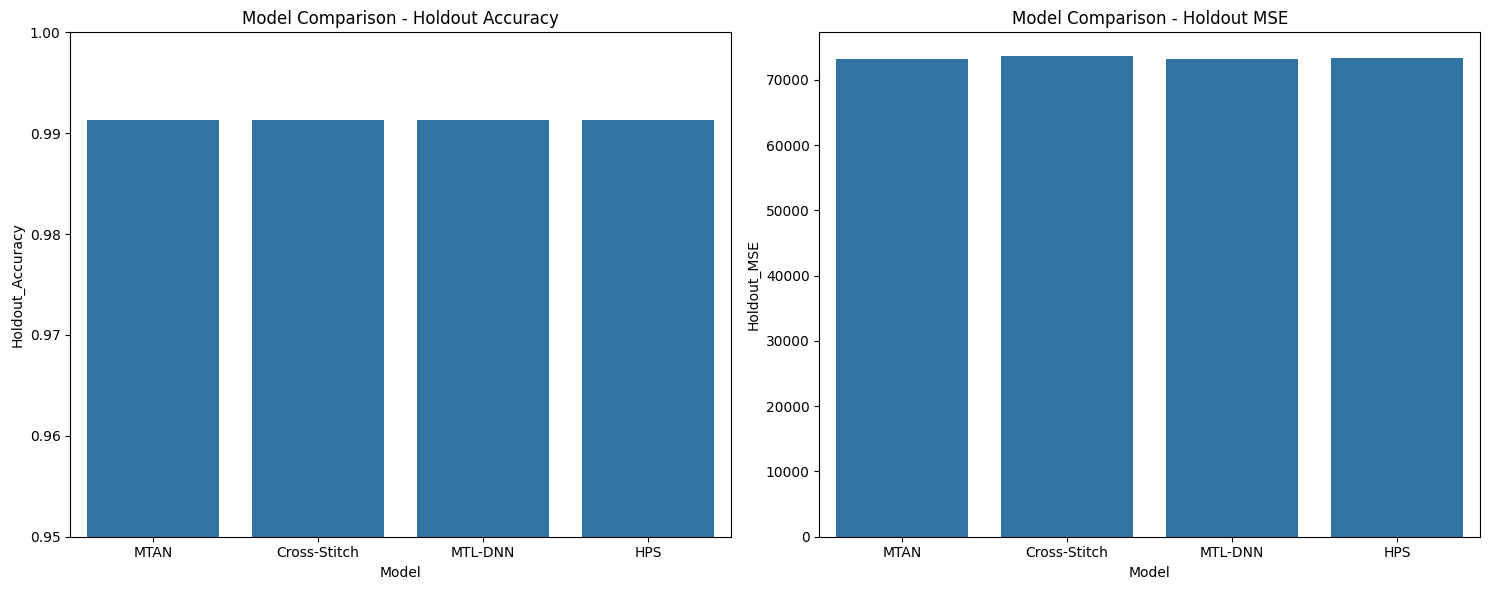 Model Comparison - Holdout Accuracy
1.00
0.99
0.98
0.97
0.96
0.95
Holdout_Accuracy
MTAN
Cross-Stitch
MTL-DNN
HPS
Model
Model Comparison - Holdout MSE
70000
60000
50000
40000
30000
20000
10000
0
Holdout_MSE
MTAN
Cross-Stitch
MTL-DNN
HPS
Model